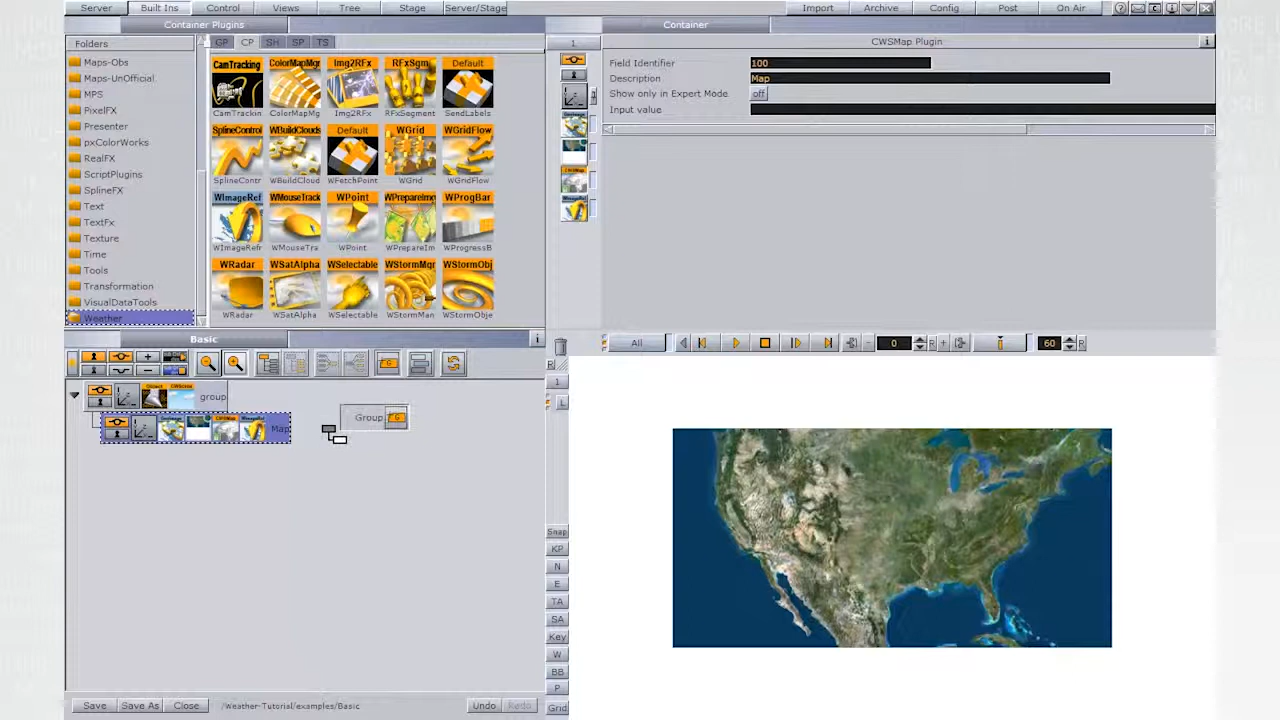 Server Built Ins Control Views Tree Stage Server/Stage Import Archive Config Post On Air
Container Plugins
Container
Folders
GP CP SH SP TS
Maps-Obs
Maps-UnOfficial
MPS
PixelFX
Presenter
pxColorWorks
RealFX
ScriptPlugins
SplineFX
Text
TextFx
Texture
Time
Tools
Transformation
VisualDataTools
Weather
CamTracking ColorMapMg Img2RFx RFxSgm Default
CamTrackin ColorMapMg Img2RFx RFxSegment SendLabels
SplineControl WBuildClouds Default WGrid WGridFlow
SplineContr WBuildCloud WFetchPoint WGrid WGridFlow
WImageRef WMouseTrack WPoint WPrepareImg WProgBar
WImageRefr WMouseTra WPoint WPrepareIm WProgressB
WRadar WSatAlpha WSelectable WStormMgr WStormObj
WRadar WSatAlpha WSelectable WStormMan WStormObje
1
CWSMap Plugin
Field Identifier 100
Description Map
Show only in Expert Mode off
Input value
All 0 R 60 R
Basic
group
Map
Group
R
1
L
Snap
KP
N
E
TA
SA
Key
W
BB
P
Grid
Save Save As Close /Weather-Tutorial/examples/Basic Undo Redo